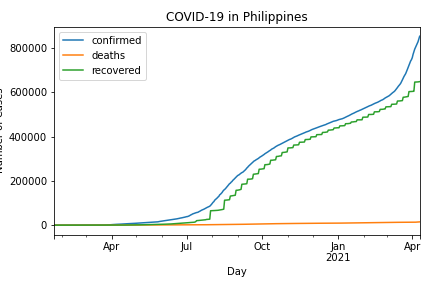 COVID-19 in Philippines
confirmed
deaths
recovered
800000
600000
400000
200000
0
Apr
Jul
Oct
Jan
2021
Apr
Day